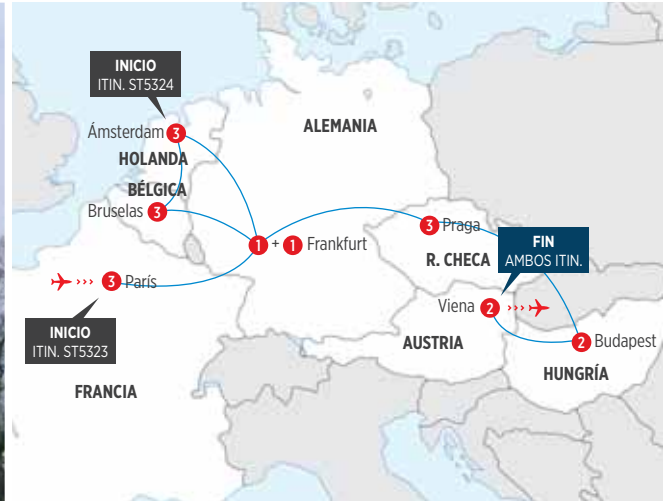 INICIO
ITIN. ST5324
Ámsterdam 3
HOLANDA
ALEMANIA
BÉLGICA
Bruselas 3
3 Praga
1 + 1 Frankfurt
R. CHECA
FIN
AMBOS ITIN.
3 París
Viena 2
INICIO
ITIN. ST5323
AUSTRIA
2 Budapest
HUNGRÍA
FRANCIA